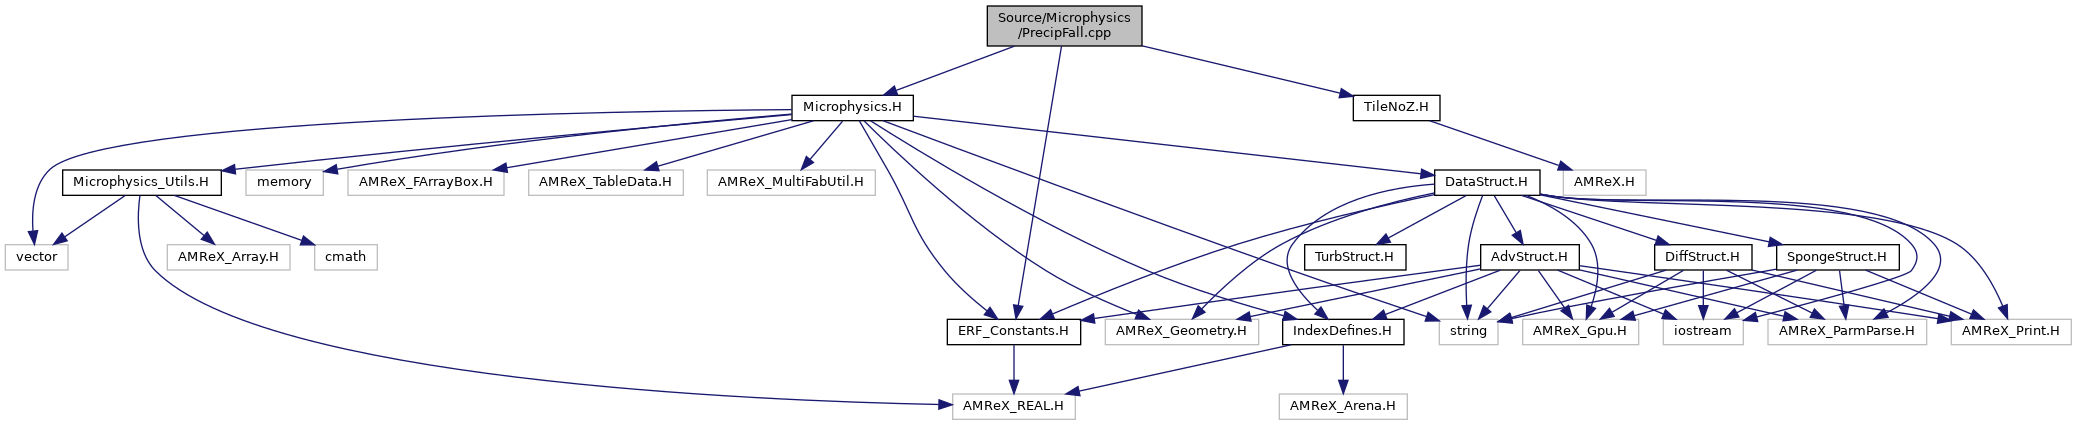 Source/Microphysics
/PrecipFall.cpp
Microphysics.H
TileNoZ.H
Microphysics_Utils.H
memory
AMReX_FArrayBox.H
AMReX_TableData.H
AMReX_MultiFabUtil.H
DataStruct.H
AMReX.H
vector
AMReX_Array.H
cmath
TurbStruct.H
AdvStruct.H
DiffStruct.H
SpongeStruct.H
ERF_Constants.H
AMReX_Geometry.H
IndexDefines.H
string
AMReX_Gpu.H
iostream
AMReX_ParmParse.H
AMReX_Print.H
AMReX_REAL.H
AMReX_Arena.H